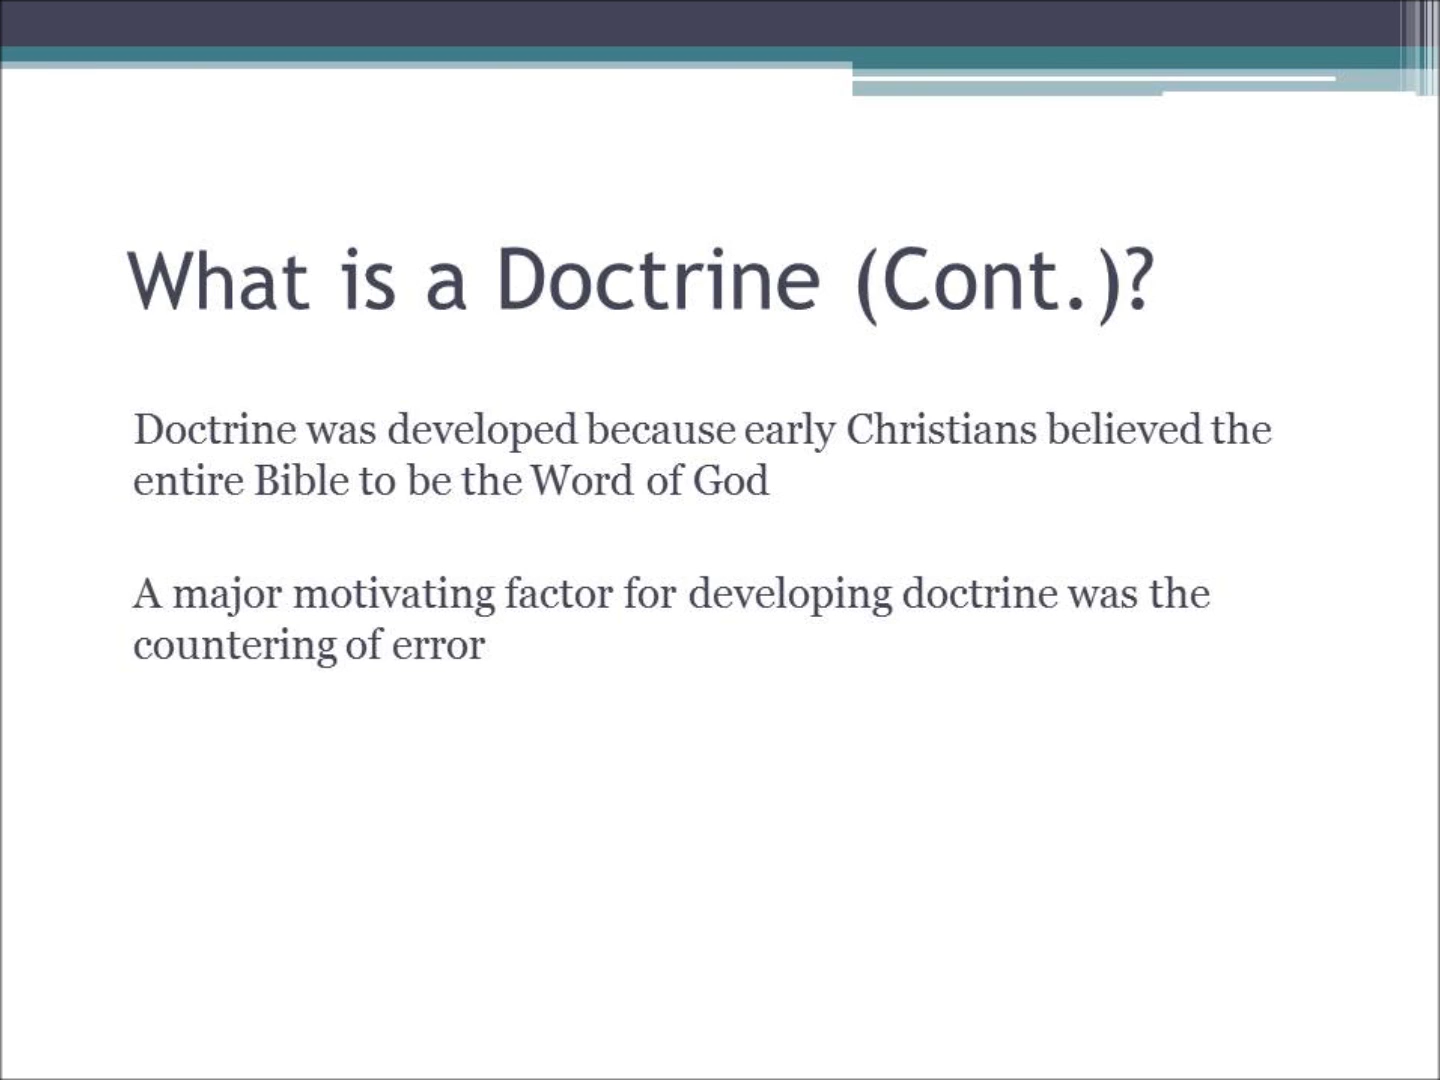 What is a Doctrine (Cont.)?
Doctrine was developed because early Christians believed the
entire Bible to be the Word of God
A major motivating factor for developing doctrine was the
countering of error